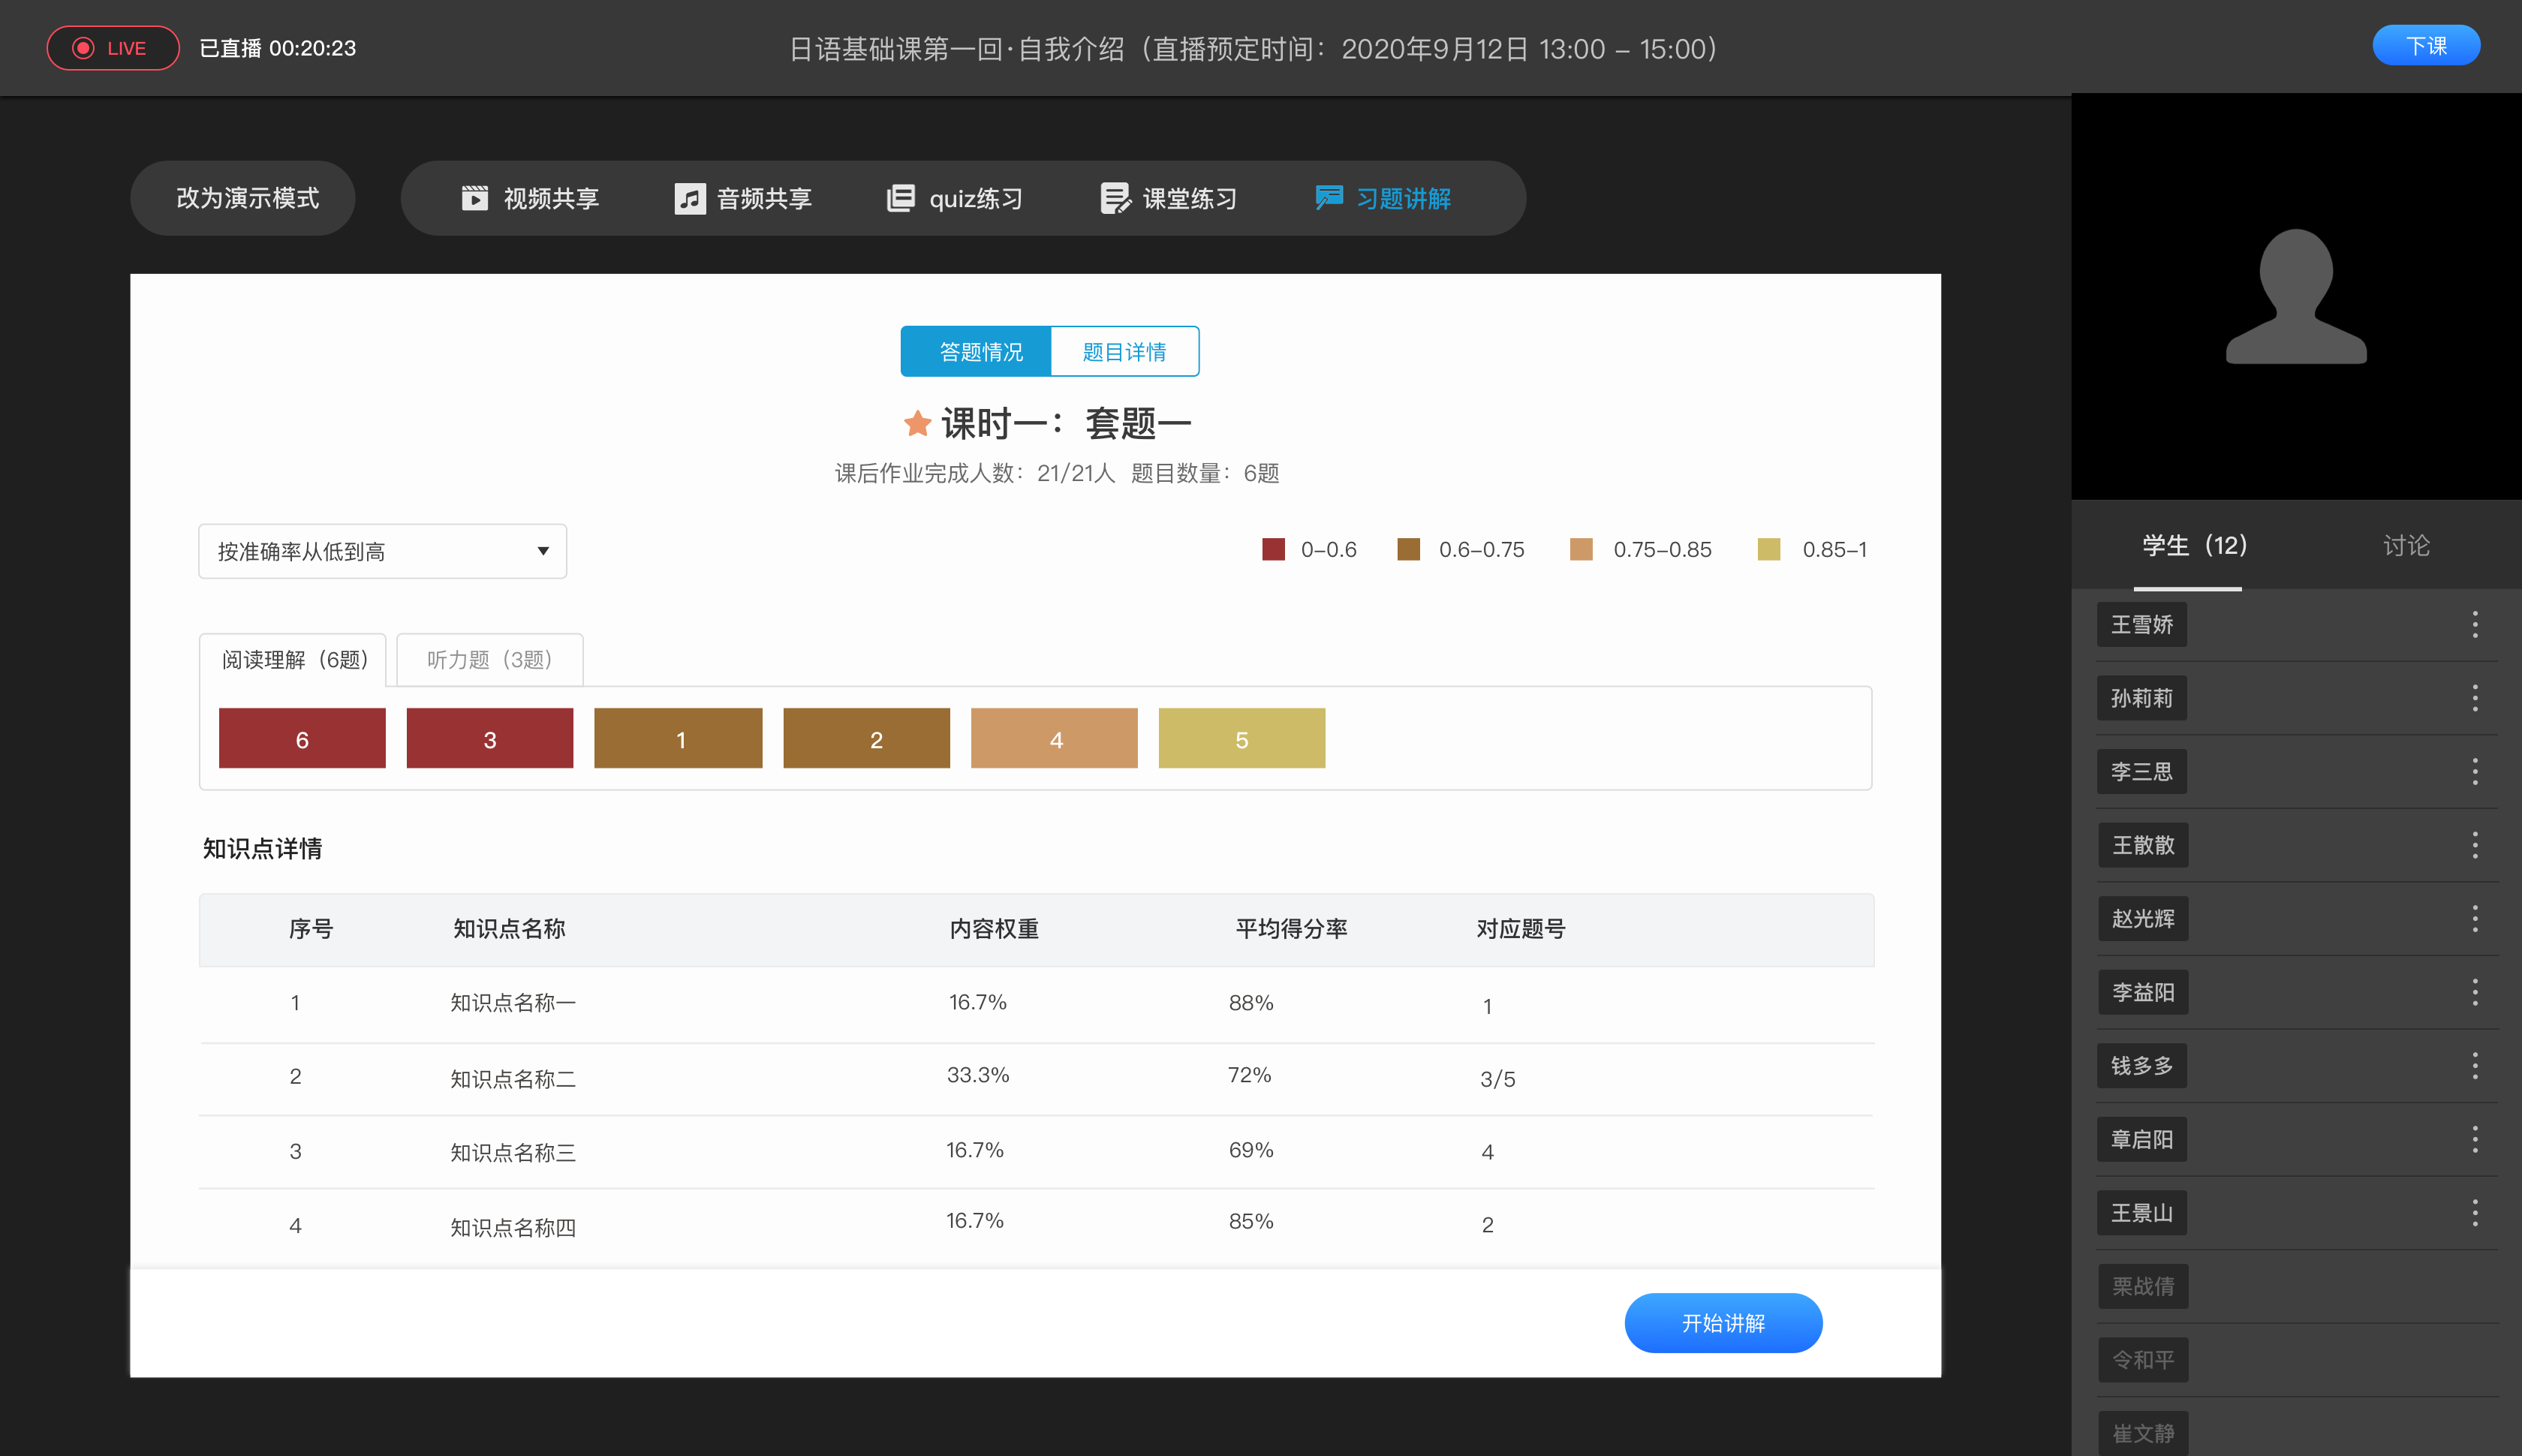 LIVE 已直播 00:20:23
日语基础课第一回·自我介绍（直播预定时间：2020年9月12日 13:00 – 15:00）
下课
改为演示模式 视频共享 音频共享 quiz练习 课堂练习 习题讲解
答题情况 题目详情
课时一：套题一
课后作业完成人数：21/21人 题目数量：6题
按准确率从低到高
0–0.6 0.6–0.75 0.75–0.85 0.85–1
阅读理解（6题） 听力题（3题）
6 3 1 2 4 5
知识点详情
序号 知识点名称 内容权重 平均得分率 对应题号
1 知识点名称一 16.7% 88% 1
2 知识点名称二 33.3% 72% 3/5
3 知识点名称三 16.7% 69% 4
4 知识点名称四 16.7% 85% 2
开始讲解
学生（12） 讨论
王雪娇
孙莉莉
李三思
王散散
赵光辉
李益阳
钱多多
章启阳
王景山
栗战倩
令和平
崔文静